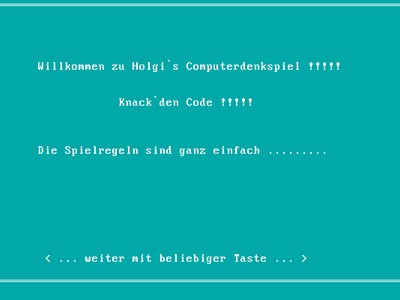 Willkommen zu Holgi`s Computerdenkspiel !!!!!
Knack`den Code !!!!!
Die Spielregeln sind ganz einfach .........
< ... weiter mit beliebiger Taste ... >